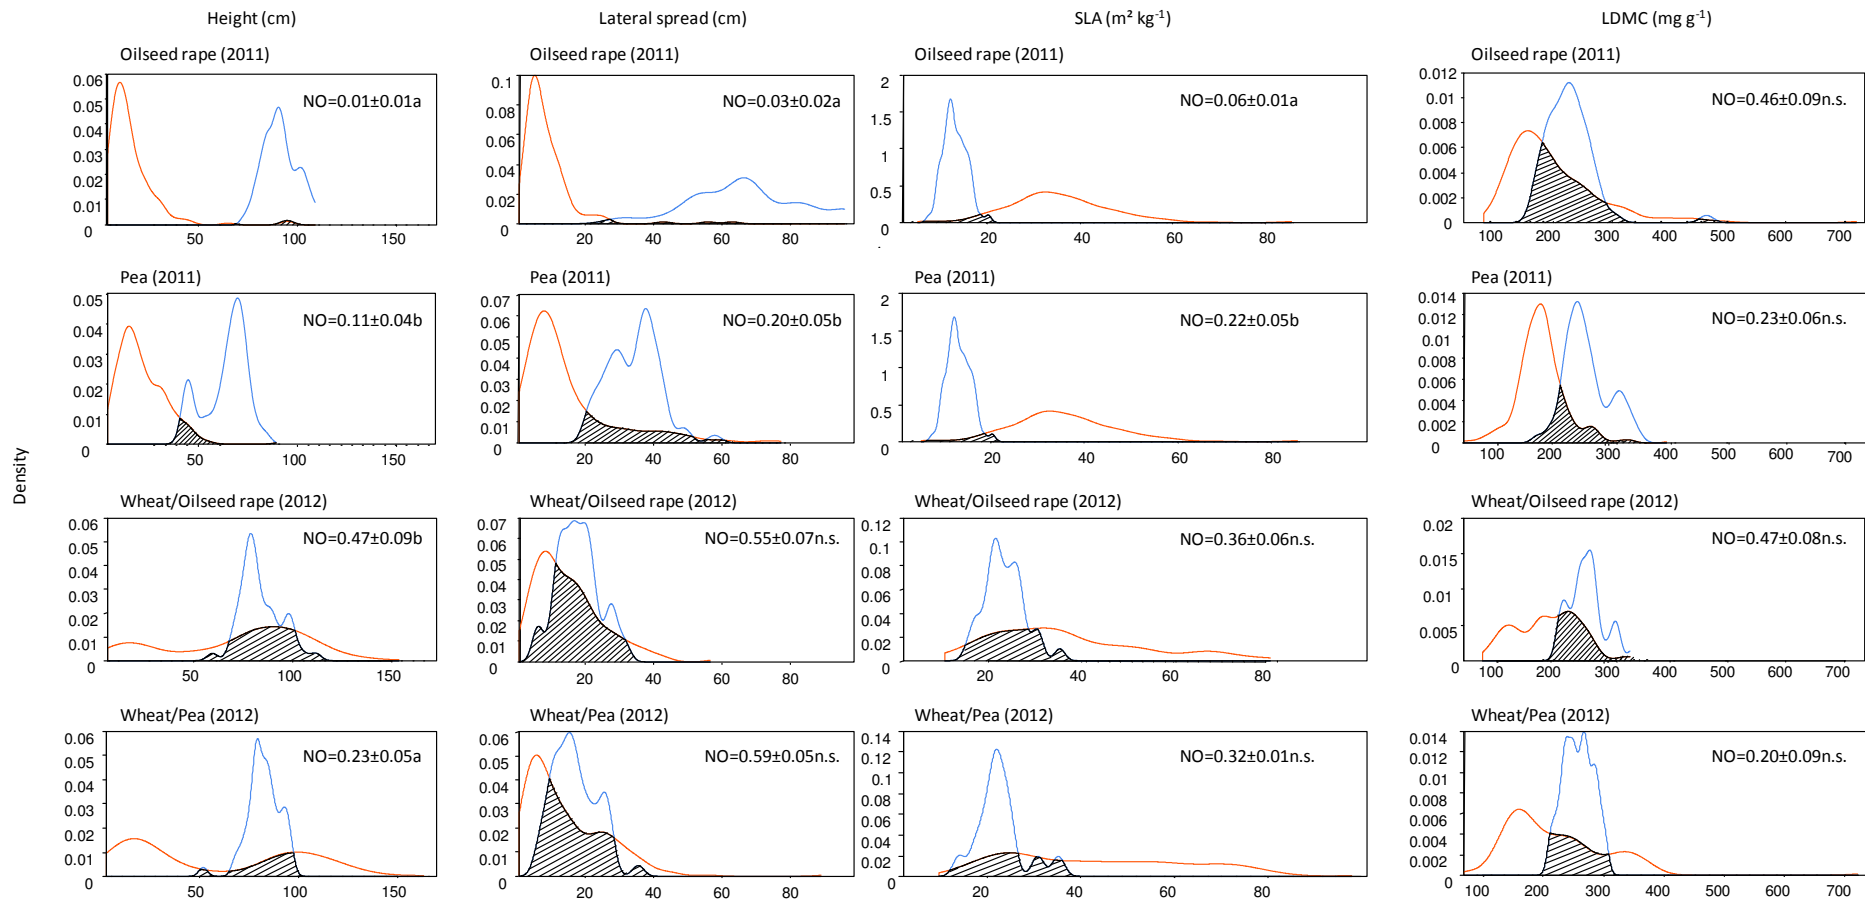 Height (cm)
Lateral spread (cm)
SLA (m² kg⁻¹)
LDMC (mg g⁻¹)
Density
Oilseed rape (2011)
NO=0.01±0.01a
0.06
0.05
0.04
0.03
0.02
0.01
0
50 100 150
Oilseed rape (2011)
NO=0.03±0.02a
0.1
0.08
0.06
0.04
0.02
0
20 40 60 80
Oilseed rape (2011)
NO=0.06±0.01a
2
1.5
1
0.5
0
20 40 60 80
Oilseed rape (2011)
NO=0.46±0.09n.s.
0.012
0.01
0.008
0.006
0.004
0.002
0
100 200 300 400 500 600 700
Pea (2011)
NO=0.11±0.04b
0.05
0.04
0.03
0.02
0.01
0
50 100 150
Pea (2011)
NO=0.20±0.05b
0.07
0.06
0.05
0.04
0.03
0.02
0.01
0
20 40 60 80
Pea (2011)
NO=0.22±0.05b
2
1.5
1
0.5
0
20 40 60 80
Pea (2011)
NO=0.23±0.06n.s.
0.014
0.012
0.01
0.008
0.006
0.004
0.002
0
100 200 300 400 500 600 700
Wheat/Oilseed rape (2012)
NO=0.47±0.09b
0.06
0.05
0.04
0.03
0.02
0.01
0
50 100 150
Wheat/Oilseed rape (2012)
NO=0.55±0.07n.s.
0.07
0.06
0.05
0.04
0.03
0.02
0.01
0
20 40 60 80
Wheat/Oilseed rape (2012)
NO=0.36±0.06n.s.
0.12
0.1
0.08
0.06
0.04
0.02
0
20 40 60 80
Wheat/Oilseed rape (2012)
NO=0.47±0.08n.s.
0.02
0.015
0.01
0.005
0
100 200 300 400 500 600 700
Wheat/Pea (2012)
NO=0.23±0.05a
0.06
0.05
0.04
0.03
0.02
0.01
0
50 100 150
Wheat/Pea (2012)
NO=0.59±0.05n.s.
0.06
0.05
0.04
0.03
0.02
0.01
0
20 40 60 80
Wheat/Pea (2012)
NO=0.32±0.01n.s.
0.14
0.1
0.08
0.06
0.04
0.02
0
20 40 60 80
Wheat/Pea (2012)
NO=0.20±0.09n.s.
0.014
0.012
0.01
0.008
0.006
0.004
0.002
0
100 200 300 400 500 600 700